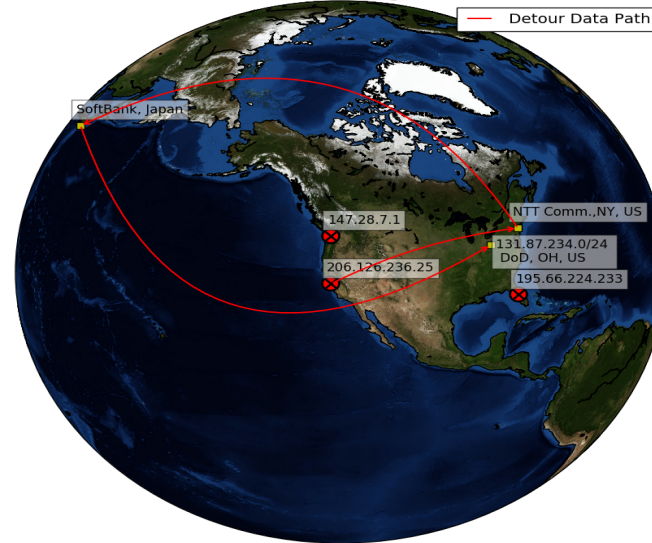 Detour Data Path
SoftBank, Japan
NTT Comm.,NY, US
147.28.7.1
131.87.234.0/24
DoD, OH, US
206.126.236.25
195.66.224.233